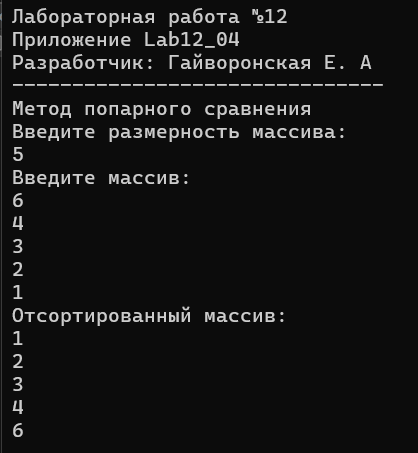 Лабораторная работа №12
Приложение Lab12_04
Разработчик: Гайворонская Е. А
-------------------------------
Метод попарного сравнения
Введите размерность массива:
5
Введите массив:
6
4
3
2
1
Отсортированный массив:
1
2
3
4
6